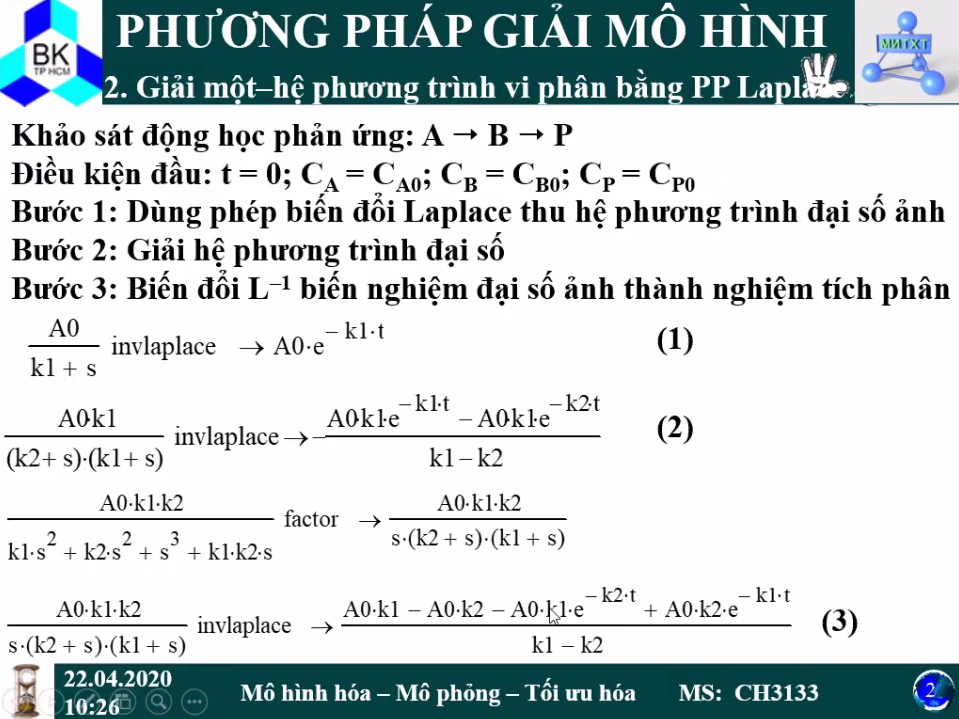 BK
TP HCM
PHƯƠNG PHÁP GIẢI MÔ HÌNH
МИТХТ
2. Giải một–hệ phương trình vi phân bằng PP Laplace
Khảo sát động học phản ứng: A → B → P
Điều kiện đầu: t = 0; C_A = C_A0; C_B = C_B0; C_P = C_P0
Bước 1: Dùng phép biến đổi Laplace thu hệ phương trình đại số ảnh
Bước 2: Giải hệ phương trình đại số
Bước 3: Biến đổi L^–1 biến nghiệm đại số ảnh thành nghiệm tích phân
A0/(k1 + s) invlaplace → A0·e^(– k1·t) (1)
A0·k1/((k2 + s)·(k1 + s)) invlaplace → –(A0·k1·e^(– k1·t) – A0·k1·e^(– k2·t))/(k1 – k2) (2)
A0·k1·k2/(k1·s^2 + k2·s^2 + s^3 + k1·k2·s) factor → A0·k1·k2/(s·(k2 + s)·(k1 + s))
A0·k1·k2/(s·(k2 + s)·(k1 + s)) invlaplace → (A0·k1 – A0·k2 – A0·k1·e^(– k2·t) + A0·k2·e^(– k1·t))/(k1 – k2) (3)
22.04.2020
10:26
Mô hình hóa – Mô phỏng – Tối ưu hóa MS: CH3133
2